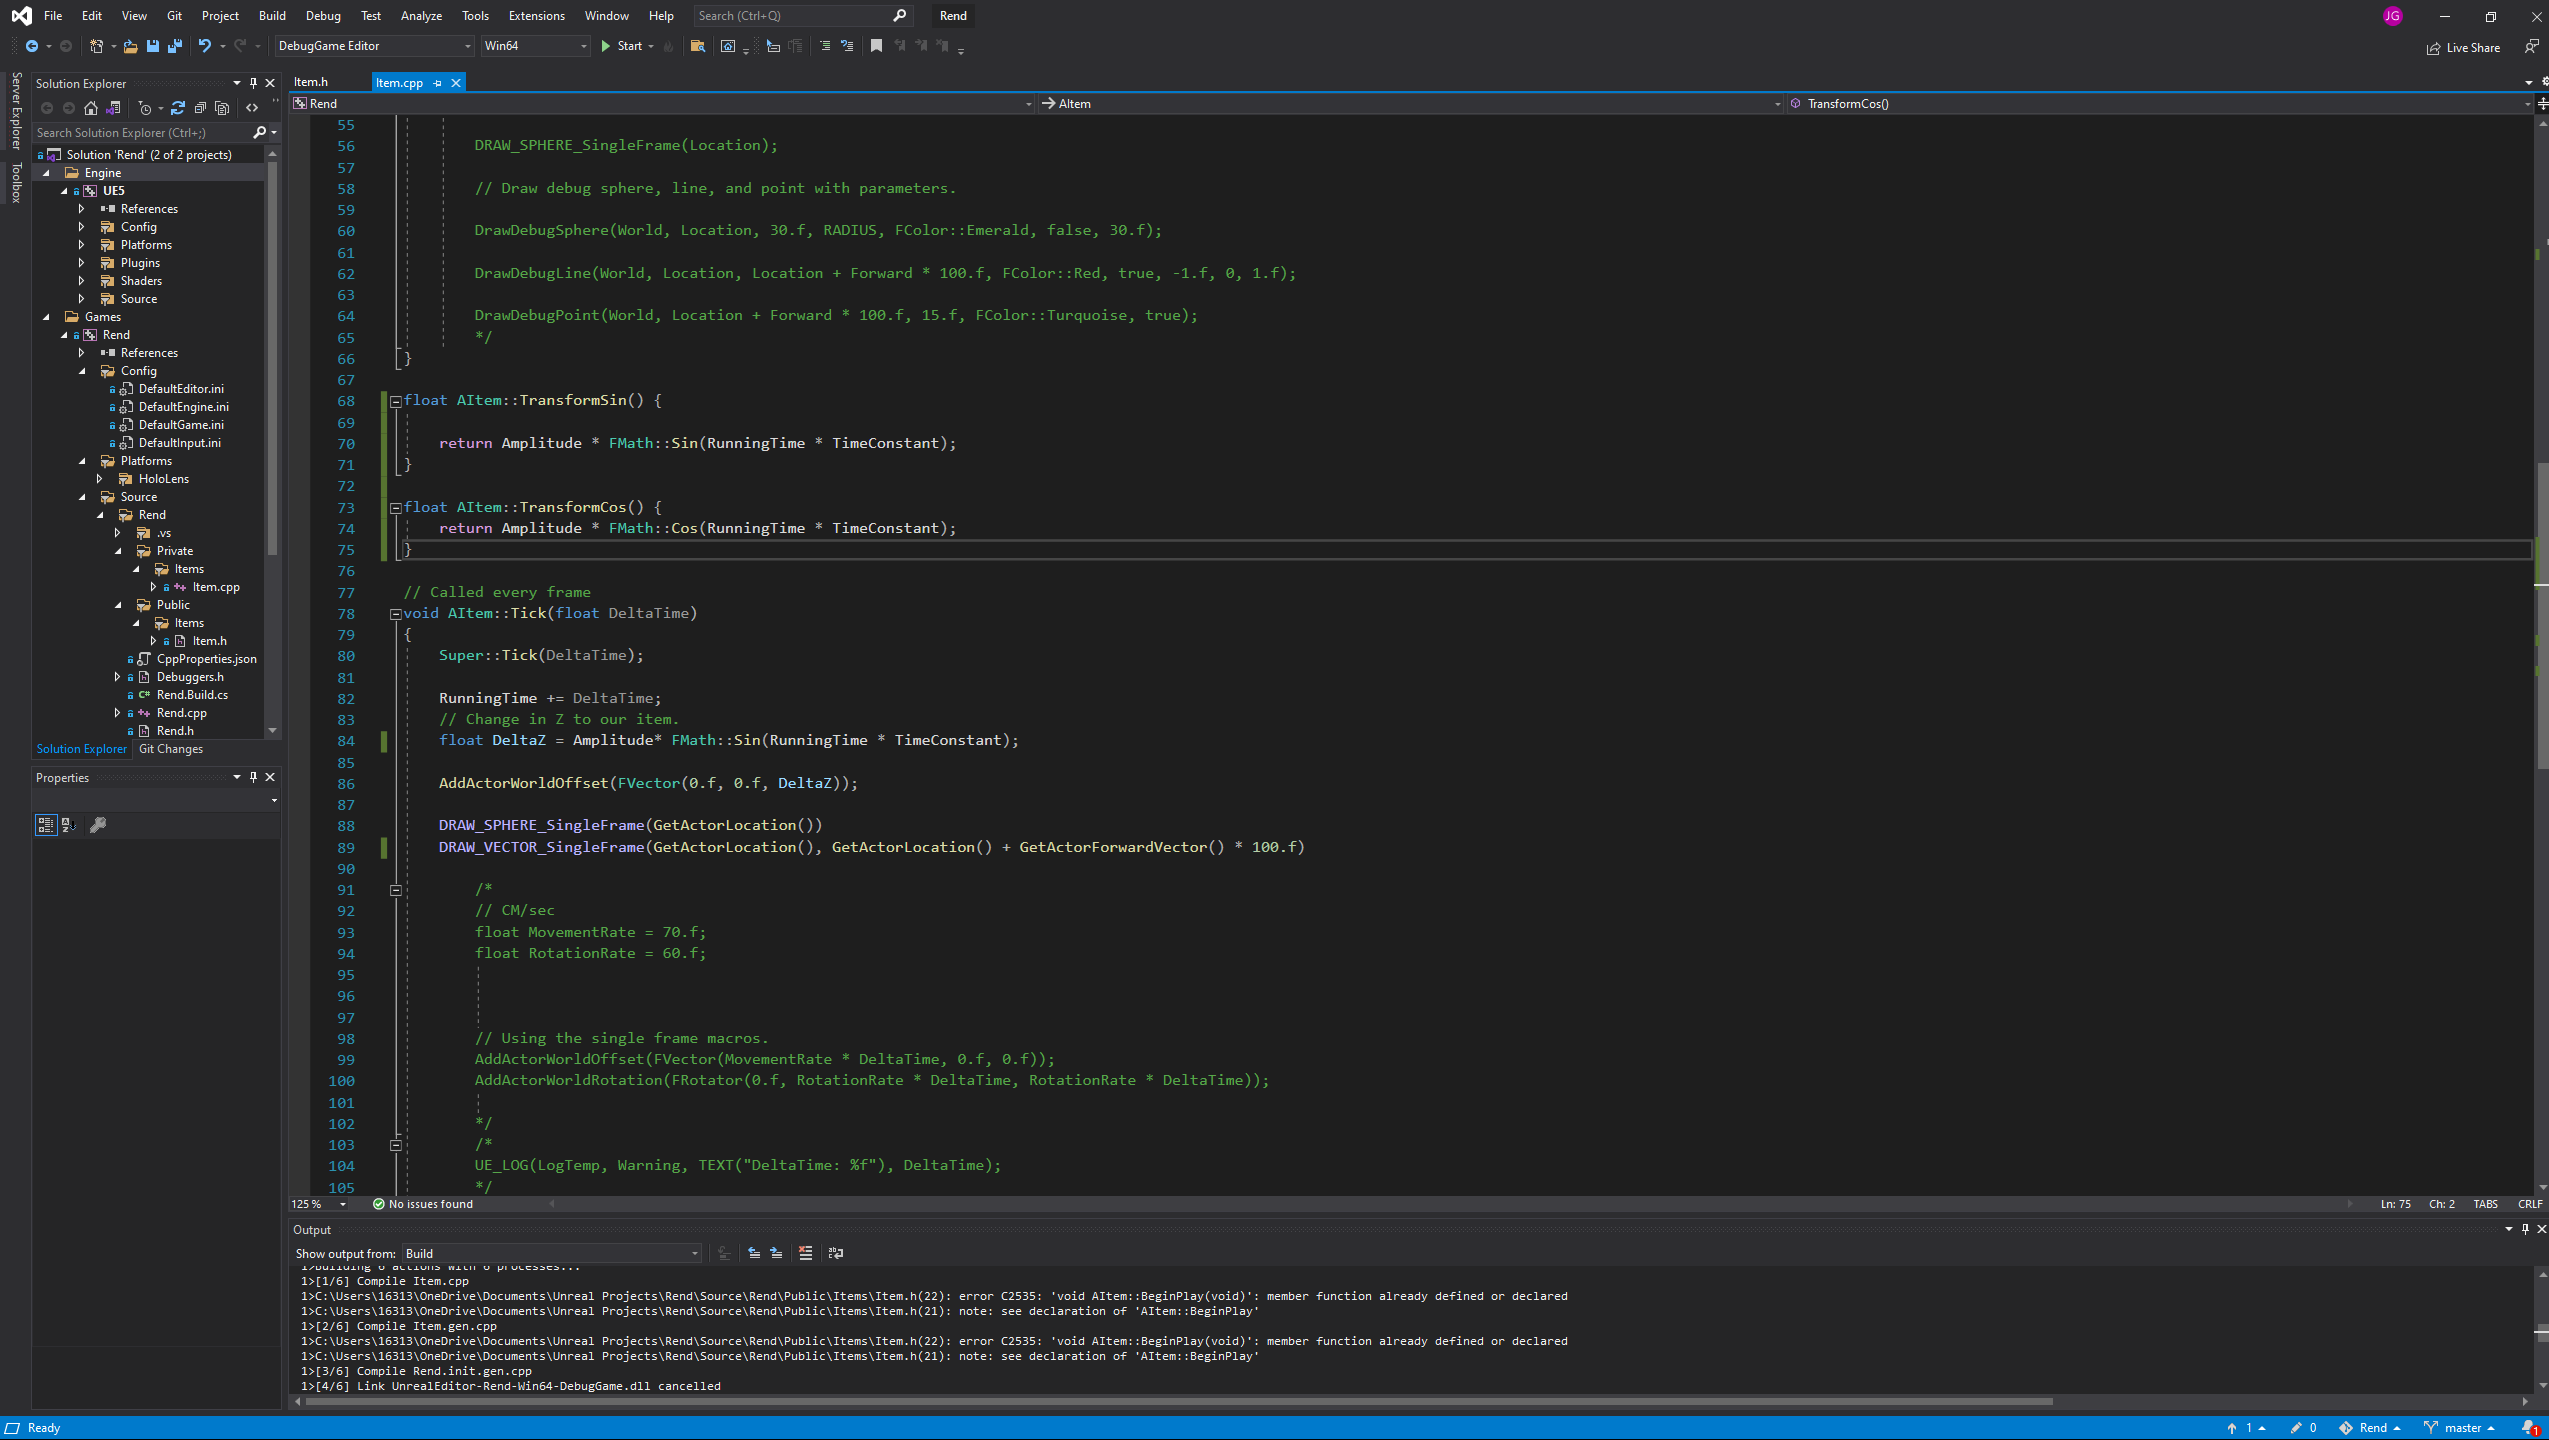 File Edit View Git Project Build Debug Test Analyze Tools Extensions Window Help Search (Ctrl+Q) Rend JG
DebugGame Editor Win64 Start Live Share
Server Explorer
Toolbox
Solution Explorer
Search Solution Explorer (Ctrl+;)
Solution 'Rend' (2 of 2 projects)
Engine
UE5
References
Config
Platforms
Plugins
Shaders
Source
Games
Rend
References
Config
DefaultEditor.ini
DefaultEngine.ini
DefaultGame.ini
DefaultInput.ini
Platforms
HoloLens
Source
Rend
.vs
Private
Items
Item.cpp
Public
Items
Item.h
CppProperties.json
Debuggers.h
Rend.Build.cs
Rend.cpp
Rend.h
Solution Explorer Git Changes
Properties
Item.h Item.cpp
Rend AItem TransformCos()
55
56 DRAW_SPHERE_SingleFrame(Location);
57
58 // Draw debug sphere, line, and point with parameters.
59
60 DrawDebugSphere(World, Location, 30.f, RADIUS, FColor::Emerald, false, 30.f);
61
62 DrawDebugLine(World, Location, Location + Forward * 100.f, FColor::Red, true, -1.f, 0, 1.f);
63
64 DrawDebugPoint(World, Location + Forward * 100.f, 15.f, FColor::Turquoise, true);
65 */
66 }
67
68 float AItem::TransformSin() {
69
70 return Amplitude * FMath::Sin(RunningTime * TimeConstant);
71 }
72
73 float AItem::TransformCos() {
74 return Amplitude * FMath::Cos(RunningTime * TimeConstant);
75 }
76
77 // Called every frame
78 void AItem::Tick(float DeltaTime)
79 {
80 Super::Tick(DeltaTime);
81
82 RunningTime += DeltaTime;
83 // Change in Z to our item.
84 float DeltaZ = Amplitude* FMath::Sin(RunningTime * TimeConstant);
85
86 AddActorWorldOffset(FVector(0.f, 0.f, DeltaZ));
87
88 DRAW_SPHERE_SingleFrame(GetActorLocation())
89 DRAW_VECTOR_SingleFrame(GetActorLocation(), GetActorLocation() + GetActorForwardVector() * 100.f)
90
91 /*
92 // CM/sec
93 float MovementRate = 70.f;
94 float RotationRate = 60.f;
95
96
97
98 // Using the single frame macros.
99 AddActorWorldOffset(FVector(MovementRate * DeltaTime, 0.f, 0.f));
100 AddActorWorldRotation(FRotator(0.f, RotationRate * DeltaTime, RotationRate * DeltaTime));
101
102 */
103 /*
104 UE_LOG(LogTemp, Warning, TEXT("DeltaTime: %f"), DeltaTime);
105 */
125 % No issues found Ln: 75 Ch: 2 TABS CRLF
Output
Show output from: Build
1>Building 6 actions with 6 processes...
1>[1/6] Compile Item.cpp
1>C:\Users\16313\OneDrive\Documents\Unreal Projects\Rend\Source\Rend\Public\Items\Item.h(22): error C2535: 'void AItem::BeginPlay(void)': member function already defined or declared
1>C:\Users\16313\OneDrive\Documents\Unreal Projects\Rend\Source\Rend\Public\Items\Item.h(21): note: see declaration of 'AItem::BeginPlay'
1>[2/6] Compile Item.gen.cpp
1>C:\Users\16313\OneDrive\Documents\Unreal Projects\Rend\Source\Rend\Public\Items\Item.h(22): error C2535: 'void AItem::BeginPlay(void)': member function already defined or declared
1>C:\Users\16313\OneDrive\Documents\Unreal Projects\Rend\Source\Rend\Public\Items\Item.h(21): note: see declaration of 'AItem::BeginPlay'
1>[3/6] Compile Rend.init.gen.cpp
1>[4/6] Link UnrealEditor-Rend-Win64-DebugGame.dll cancelled
Ready 1 0 Rend master 1